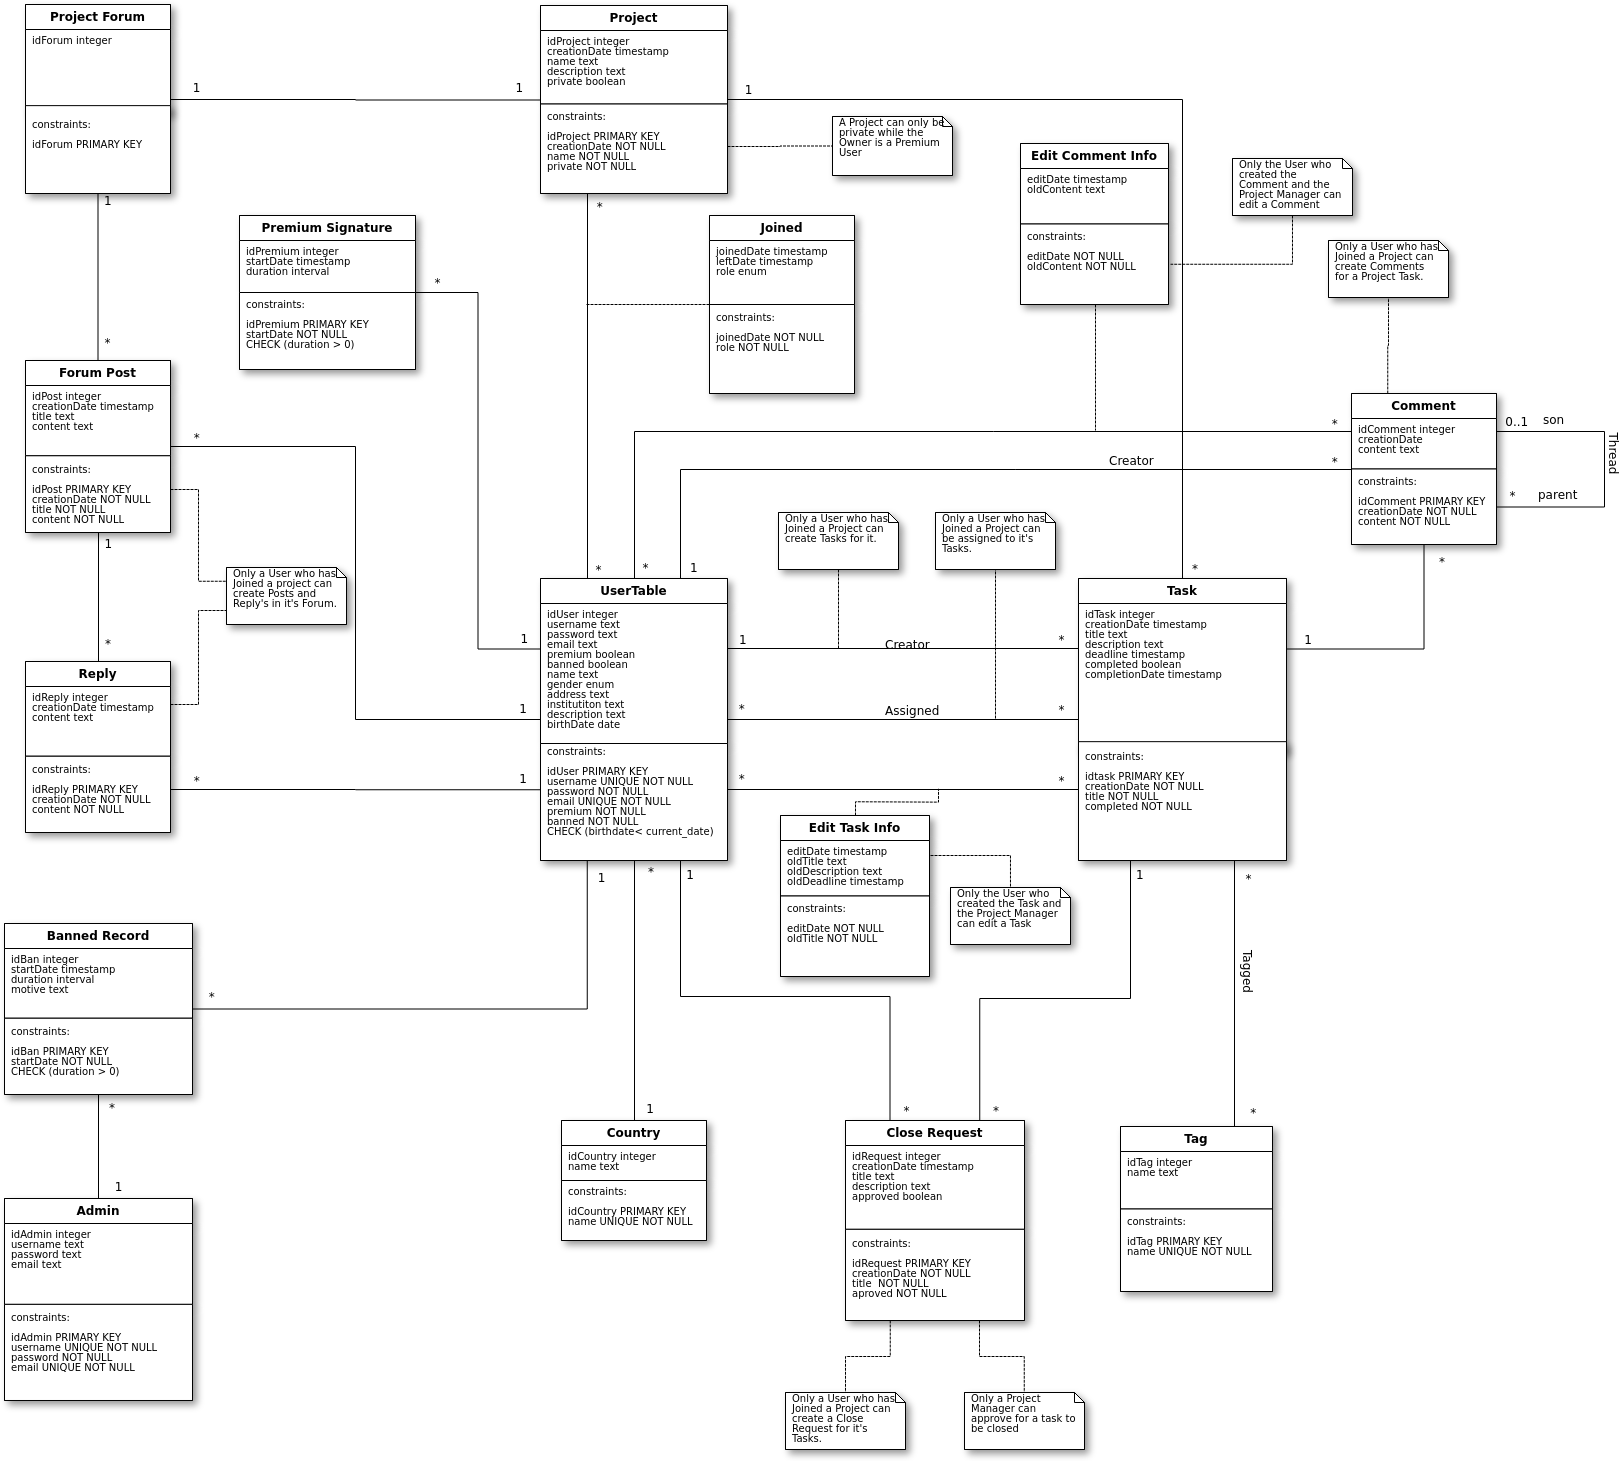 Project Forum
idForum integer
constraints:
idForum PRIMARY KEY
1
1
Project
idProject integer
creationDate timestamp
name text
description text
private boolean
constraints:
idProject PRIMARY KEY
creationDate NOT NULL
name NOT NULL
private NOT NULL
1
A Project can only be
private while the
Owner is a Premium
User
Edit Comment Info
editDate timestamp
oldContent text
constraints:
editDate NOT NULL
oldContent NOT NULL
Only the User who
created the
Comment and the
Project Manager can
edit a Comment
Only a User who has
Joined a Project can
create Comments
for a Project Task.
1
*
Premium Signature
idPremium integer
startDate timestamp
duration interval
constraints:
idPremium PRIMARY KEY
startDate NOT NULL
CHECK (duration > 0)
*
Joined
joinedDate timestamp
leftDate timestamp
role enum
constraints:
joinedDate NOT NULL
role NOT NULL
*
Forum Post
idPost integer
creationDate timestamp
title text
content text
constraints:
idPost PRIMARY KEY
creationDate NOT NULL
title NOT NULL
content NOT NULL
*
Comment
idComment integer
creationDate
content text
constraints:
idComment PRIMARY KEY
creationDate NOT NULL
content NOT NULL
*
*
Creator
0..1 son
Thread
* parent
*
1
Only a User who has
Joined a project can
create Posts and
Reply's in it's Forum.
Only a User who has
Joined a Project can
create Tasks for it.
Only a User who has
Joined a Project can
be assigned to it's
Tasks.
*
*
1
*
*
Reply
idReply integer
creationDate timestamp
content text
constraints:
idReply PRIMARY KEY
creationDate NOT NULL
content NOT NULL
*
UserTable
idUser integer
username text
password text
email text
premium boolean
banned boolean
name text
gender enum
address text
instituititon text
description text
birthDate date
constraints:
idUser PRIMARY KEY
username UNIQUE NOT NULL
password NOT NULL
email UNIQUE NOT NULL
premium NOT NULL
banned NOT NULL
CHECK (birthdate< current_date)
1
1
1
1
Creator
*
*
Assigned
*
*
*
Task
idTask integer
creationDate timestamp
title text
description text
deadline timestamp
completed boolean
completionDate timestamp
constraints:
idtask PRIMARY KEY
creationDate NOT NULL
title NOT NULL
completed NOT NULL
1
Edit Task Info
editDate timestamp
oldTitle text
oldDescription text
oldDeadline timestamp
constraints:
editDate NOT NULL
oldTitle NOT NULL
Only the User who
created the Task and
the Project Manager
can edit a Task
1
*
1
1
*
Tagged
Banned Record
idBan integer
startDate timestamp
duration interval
motive text
constraints:
idBan PRIMARY KEY
startDate NOT NULL
CHECK (duration > 0)
*
*
1
1
*
*
*
Admin
idAdmin integer
username text
password text
email text
constraints:
idAdmin PRIMARY KEY
username UNIQUE NOT NULL
password NOT NULL
email UNIQUE NOT NULL
Country
idCountry integer
name text
constraints:
idCountry PRIMARY KEY
name UNIQUE NOT NULL
Close Request
idRequest integer
creationDate timestamp
title text
description text
approved boolean
constraints:
idRequest PRIMARY KEY
creationDate NOT NULL
title  NOT NULL
aproved NOT NULL
Tag
idTag integer
name text
constraints:
idTag PRIMARY KEY
name UNIQUE NOT NULL
Only a User who has
Joined a Project can
create a Close
Request for it's
Tasks.
Only a Project
Manager can
approve for a task to
be closed